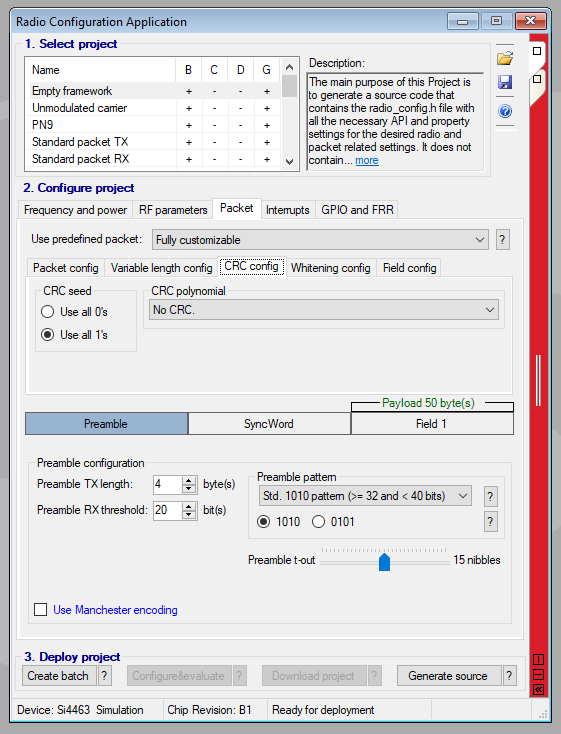 Radio Configuration Application
1. Select project
Name B C D G
Empty framework + - - +
Unmodulated carrier + - - +
PN9 + - - +
Standard packet TX + - - +
Standard packet RX + - - +
Description:
The main purpose of this Project is
to generate a source code that
contains the radio_config.h file with
all the necessary API and property
settings for the desired radio and
packet related settings. It does not
contain... more
2. Configure project
Frequency and power RF parameters Packet Interrupts GPIO and FRR
Use predefined packet: Fully customizable ?
Packet config Variable length config CRC config Whitening config Field config
CRC seed
Use all 0's
Use all 1's
CRC polynomial
No CRC.
Payload 50 byte(s)
Preamble SyncWord Field 1
Preamble configuration
Preamble TX length: 4 byte(s)
Preamble RX threshold: 20 bit(s)
Preamble pattern
Std. 1010 pattern (>= 32 and < 40 bits) ?
1010 0101 ?
Preamble t-out 15 nibbles
Use Manchester encoding
3. Deploy project
Create batch ? Configure&evaluate ? Download project ? Generate source ?
Device: Si4463 Simulation Chip Revision: B1 Ready for deployment